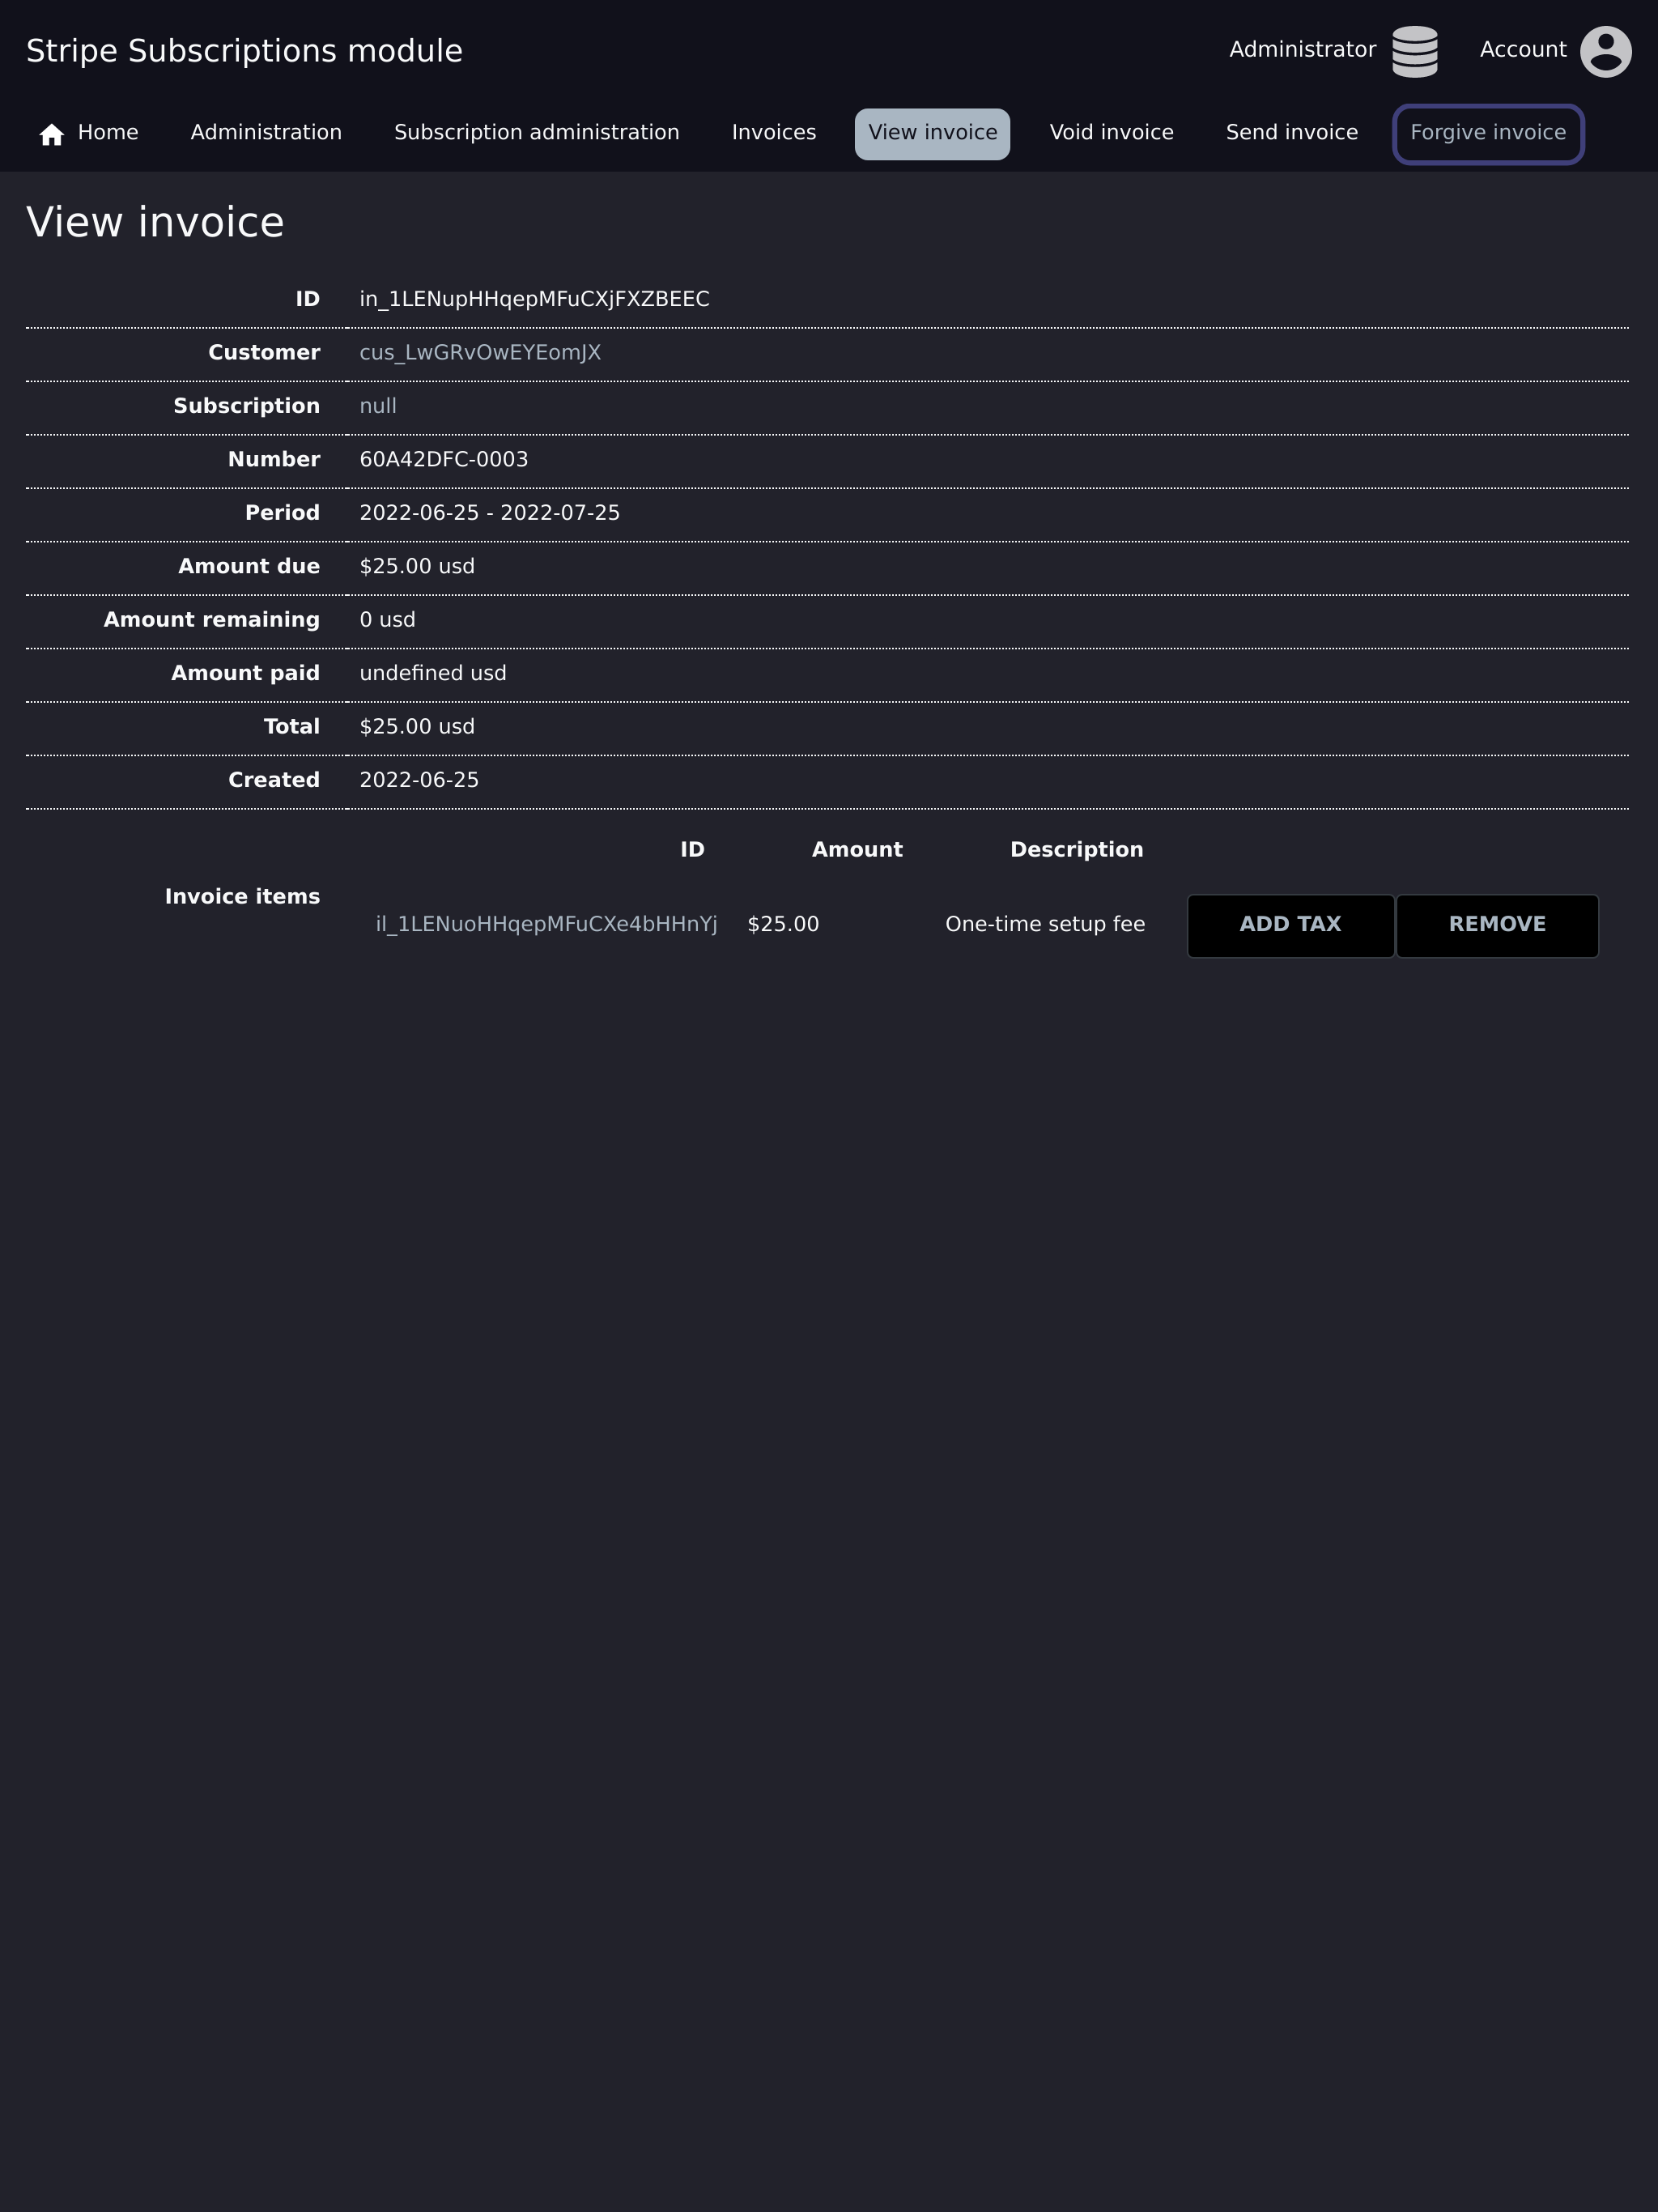 Stripe Subscriptions module
Administrator
Account
Home
Administration
Subscription administration
Invoices
View invoice
Void invoice
Send invoice
Forgive invoice
View invoice
ID in_1LENupHHqepMFuCXjFXZBEEC
Customer cus_LwGRvOwEYEomJX
Subscription null
Number 60A42DFC-0003
Period 2022-06-25 - 2022-07-25
Amount due $25.00 usd
Amount remaining 0 usd
Amount paid undefined usd
Total $25.00 usd
Created 2022-06-25
Invoice items
ID Amount Description
il_1LENuoHHqepMFuCXe4bHHnYj $25.00 One-time setup fee ADD TAX REMOVE